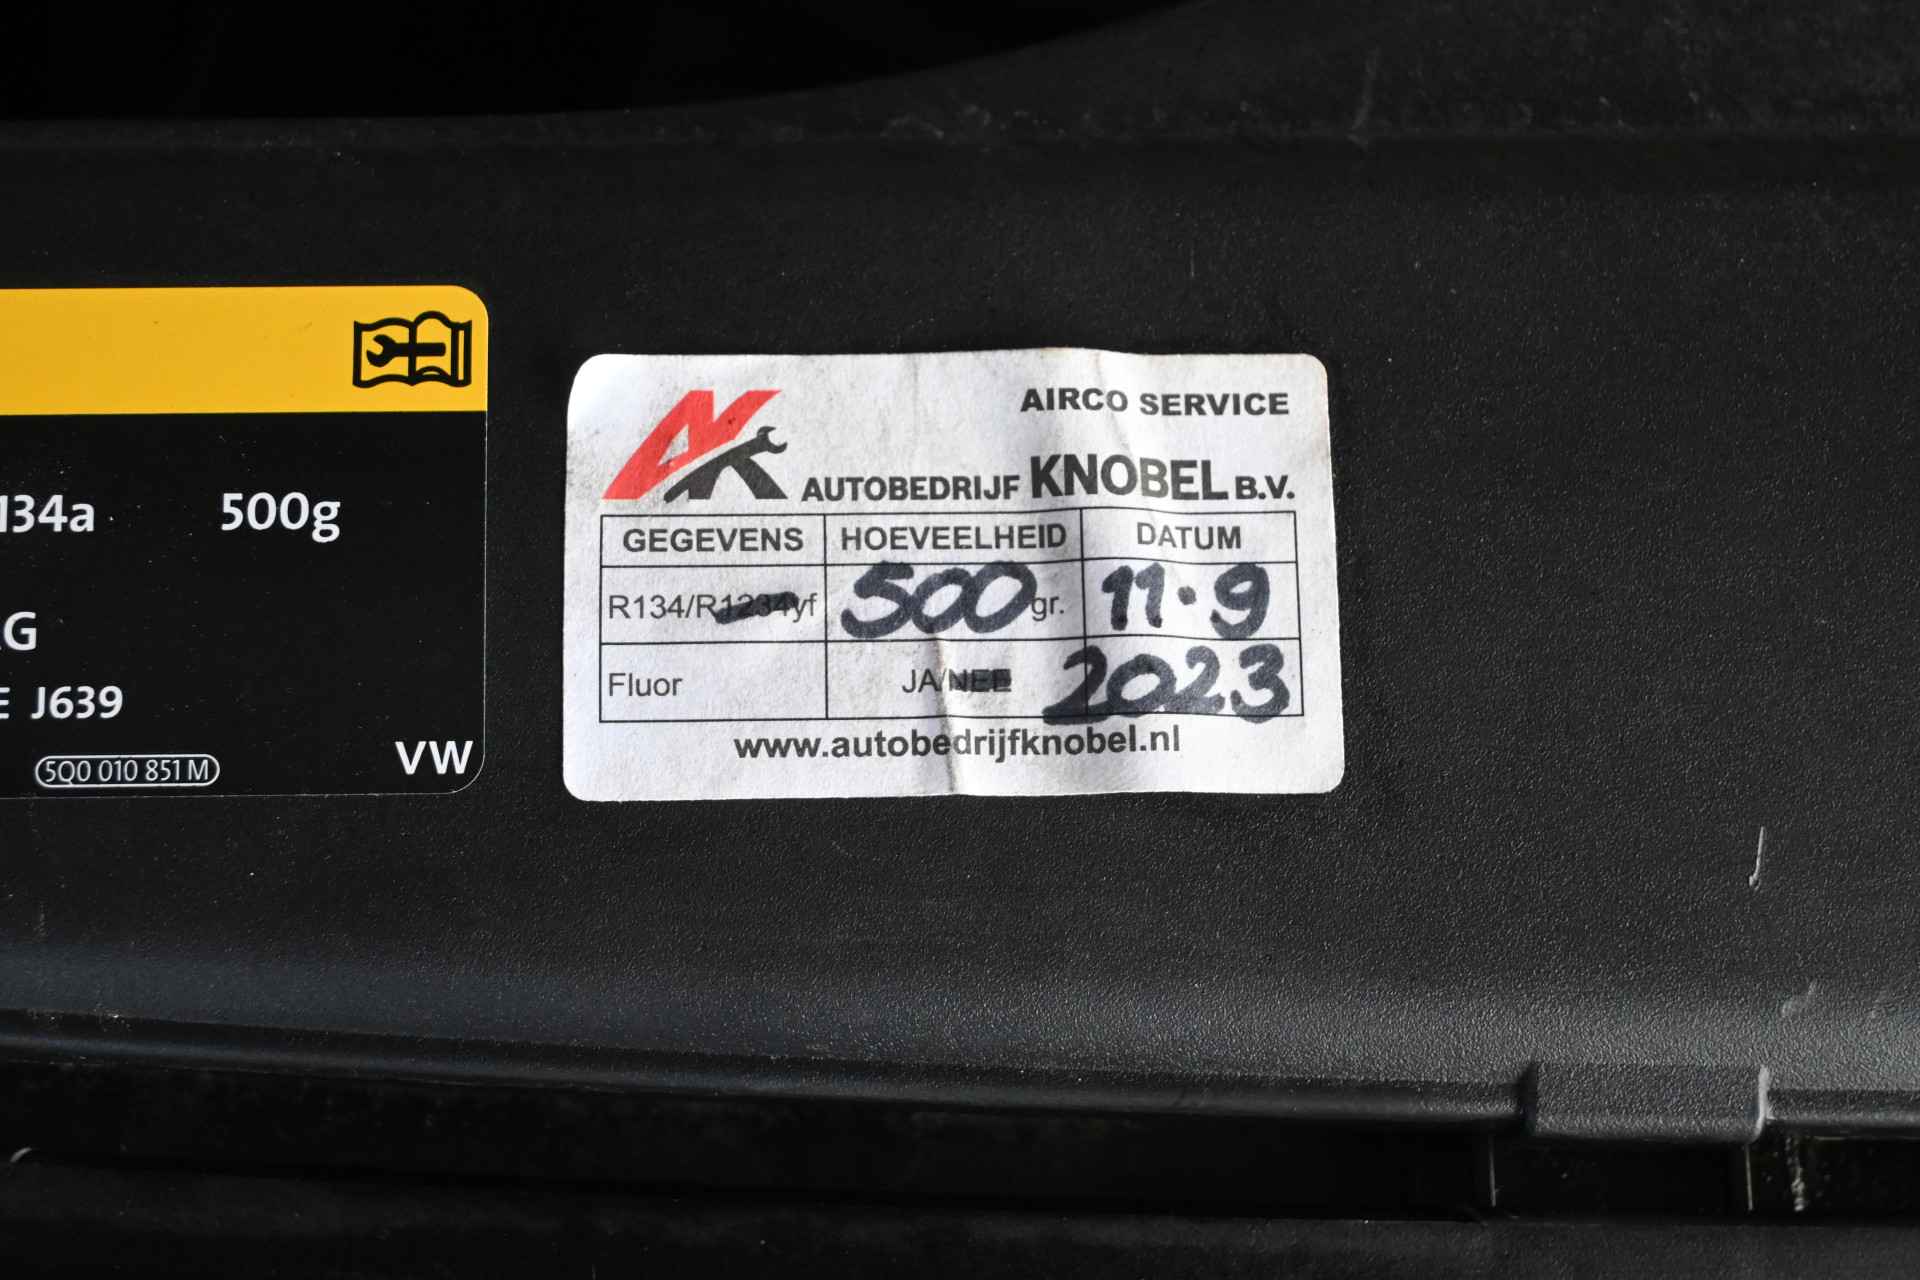 134a 500g
G
E J639
5Q0 010 851 M
VW
AK
AIRCO SERVICE
AUTOBEDRIJF KNOBEL B.V.
GEGEVENS HOEVEELHEID DATUM
R134/R1234yf 500 gr. 11·9
Fluor JA/NEE 2023
www.autobedrijfknobel.nl